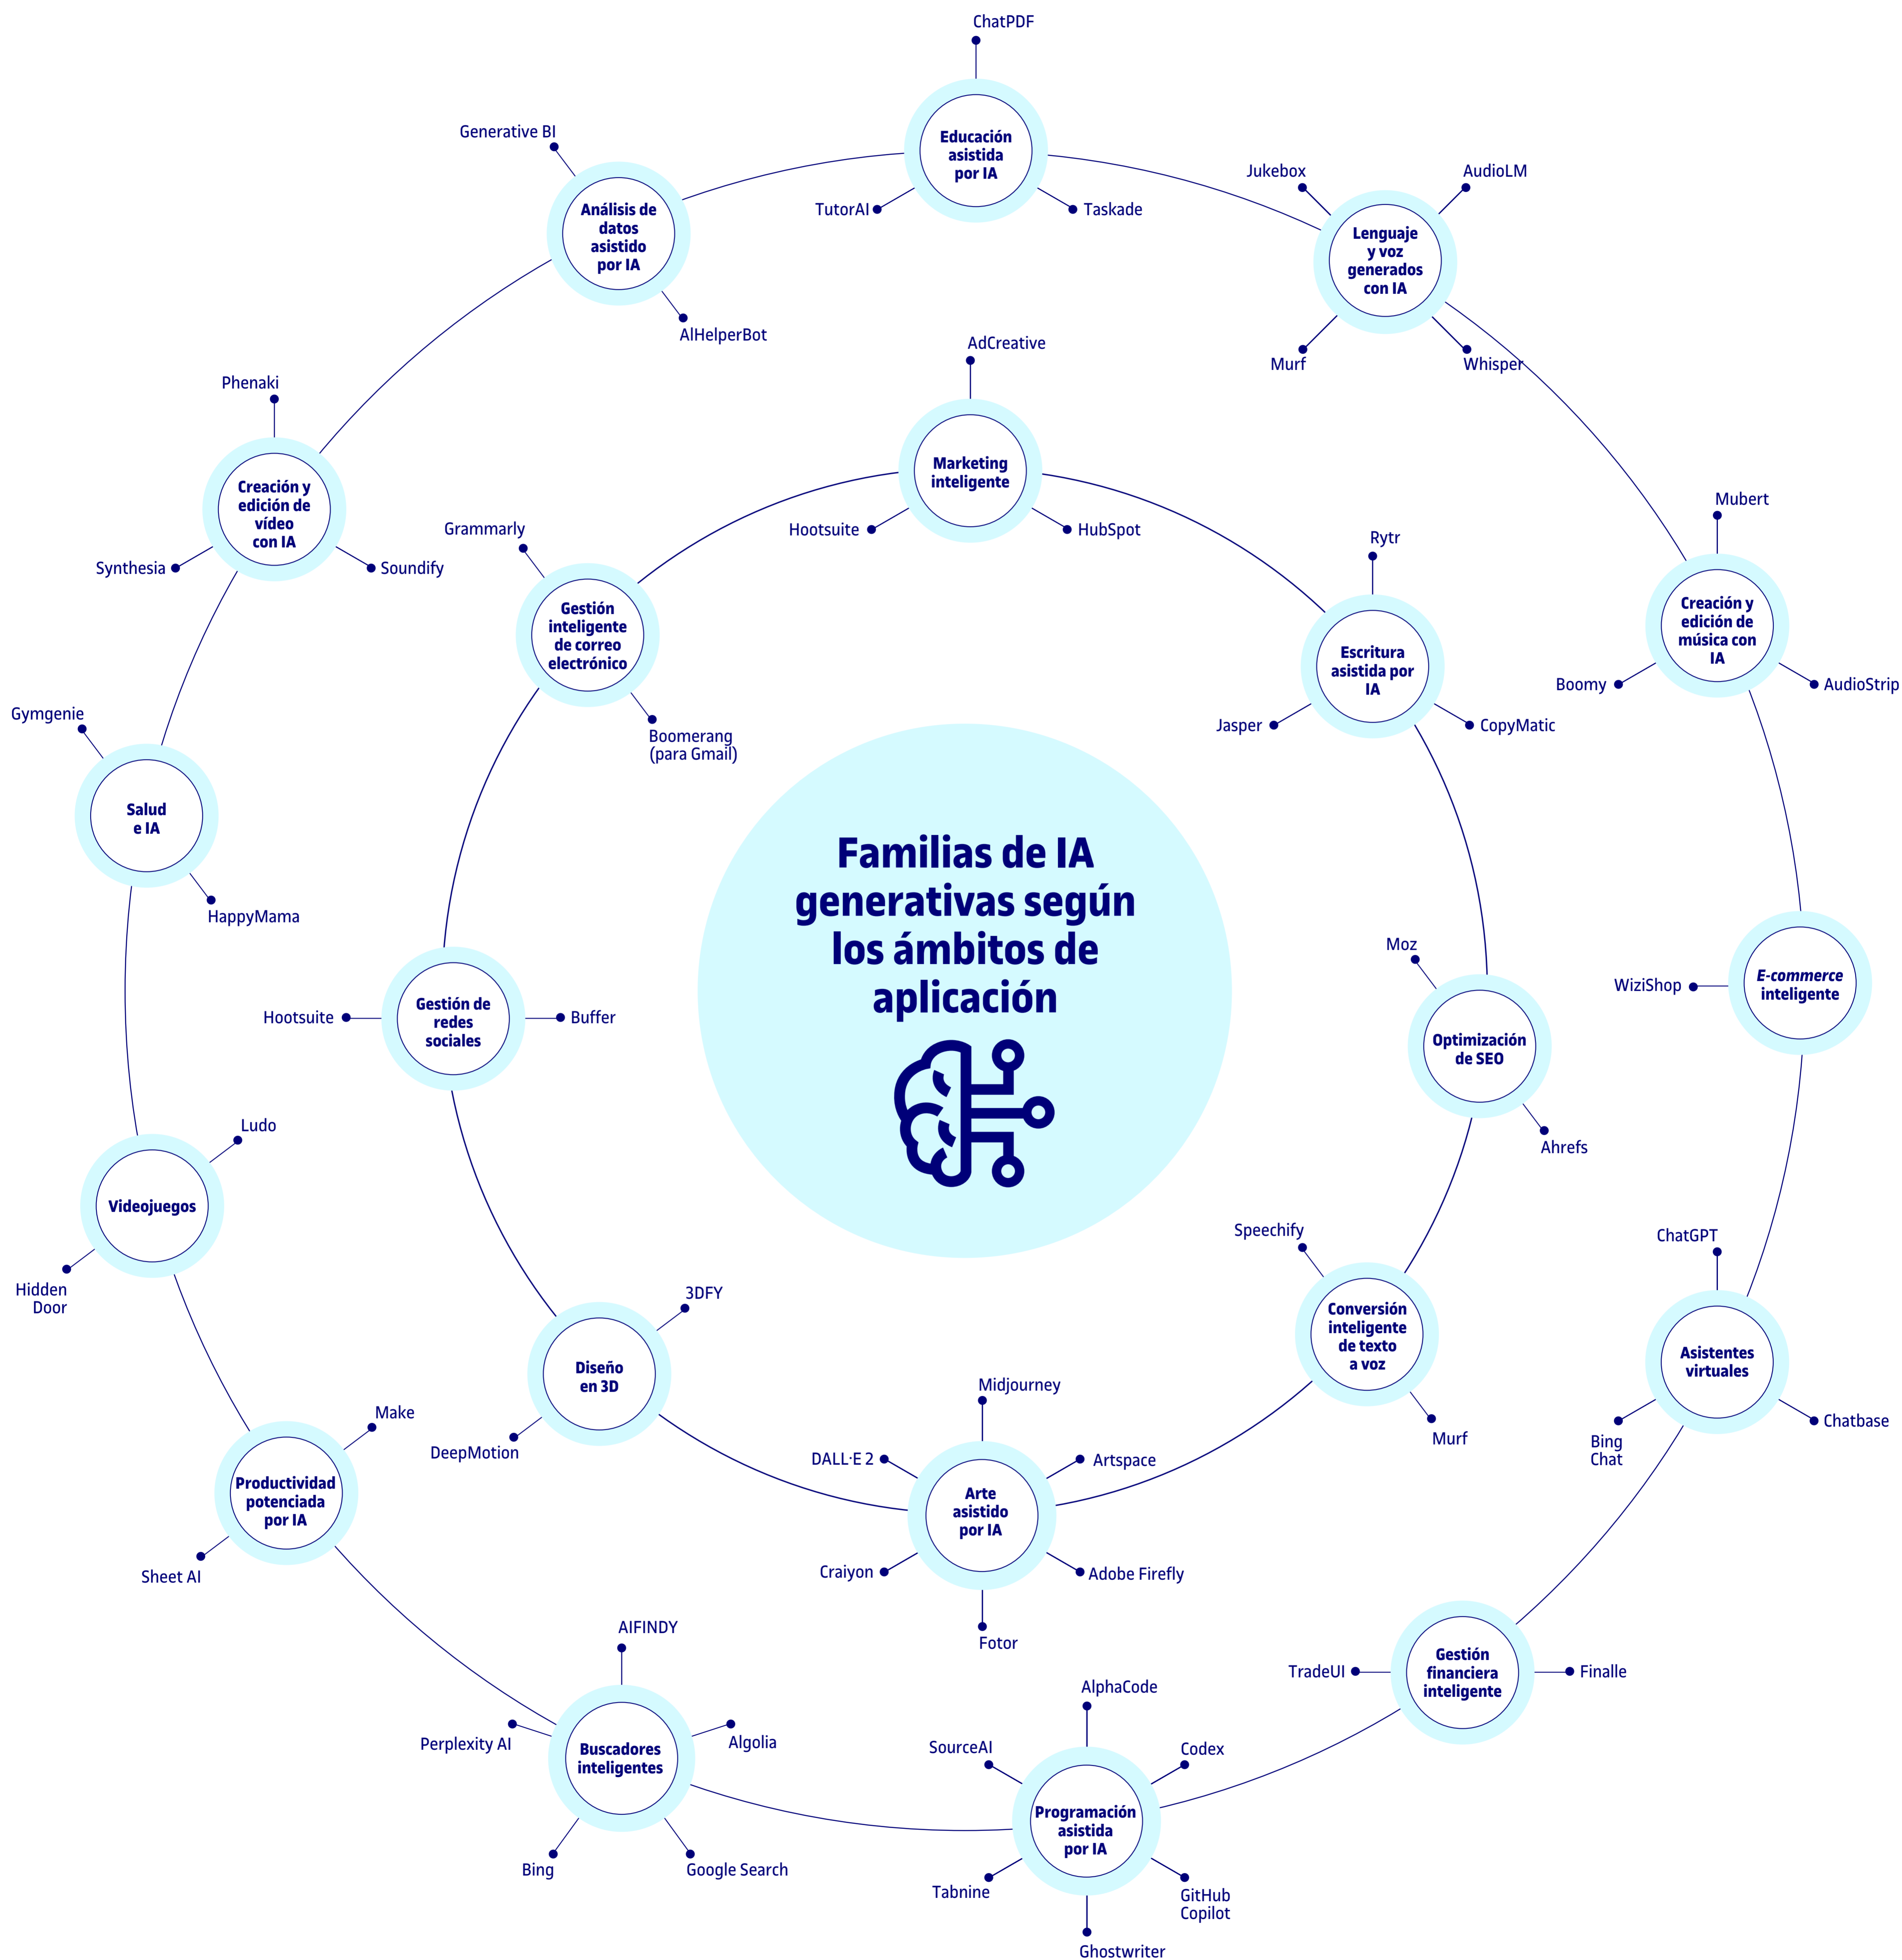 Familias de IA
generativas según
los ámbitos de
aplicación
ChatPDF
Educación
asistida
por IA
TutorAI
Taskade
Jukebox
AudioLM
Lenguaje
y voz
generados
con IA
Murf
Whisper
Mubert
Creación y
edición de
música con
IA
Boomy
AudioStrip
E-commerce
inteligente
WiziShop
ChatGPT
Asistentes
virtuales
Bing
Chat
Chatbase
Gestión
financiera
inteligente
TradeUI
Finalle
AlphaCode
SourceAI
Codex
Programación
asistida
por IA
Tabnine
GitHub
Copilot
Ghostwriter
AIFINDY
Perplexity AI
Algolia
Buscadores
inteligentes
Bing
Google Search
Make
Productividad
potenciada
por IA
Sheet AI
Ludo
Videojuegos
Hidden
Door
Gymgenie
Salud
e IA
HappyMama
Phenaki
Creación y
edición de
vídeo
con IA
Synthesia
Soundify
Generative BI
Análisis de
datos
asistido
por IA
AlHelperBot
AdCreative
Marketing
inteligente
Hootsuite
HubSpot
Rytr
Escritura
asistida por
IA
Jasper
CopyMatic
Moz
Optimización
de SEO
Ahrefs
Speechify
Conversión
inteligente
de texto
a voz
Murf
Midjourney
DALL·E 2
Artspace
Arte
asistido
por IA
Craiyon
Adobe Firefly
Fotor
3DFY
Diseño
en 3D
DeepMotion
Gestión de
redes
sociales
Hootsuite
Buffer
Grammarly
Gestión
inteligente
de correo
electrónico
Boomerang
(para Gmail)